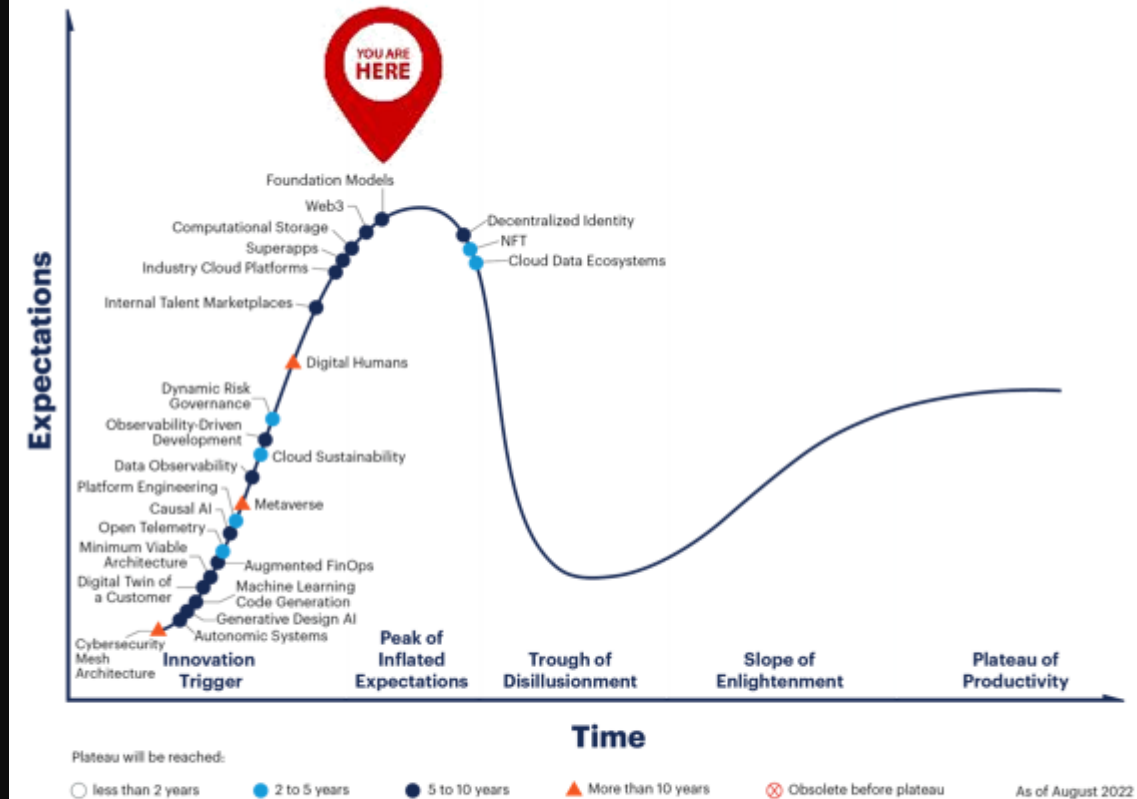 YOU ARE
HERE
Foundation Models
Web3
Computational Storage
Superapps
Industry Cloud Platforms
Internal Talent Marketplaces
Decentralized Identity
NFT
Cloud Data Ecosystems
Digital Humans
Dynamic Risk
Governance
Observability-Driven
Development
Cloud Sustainability
Data Observability
Platform Engineering
Metaverse
Causal AI
Open Telemetry
Minimum Viable
Architecture
Augmented FinOps
Digital Twin of
a Customer
Machine Learning
Code Generation
Generative Design AI
Autonomic Systems
Cybersecurity
Mesh
Architecture
Expectations
Innovation
Trigger
Peak of
Inflated
Expectations
Trough of
Disillusionment
Slope of
Enlightenment
Plateau of
Productivity
Time
Plateau will be reached:
less than 2 years
2 to 5 years
5 to 10 years
More than 10 years
Obsolete before plateau
As of August 2022